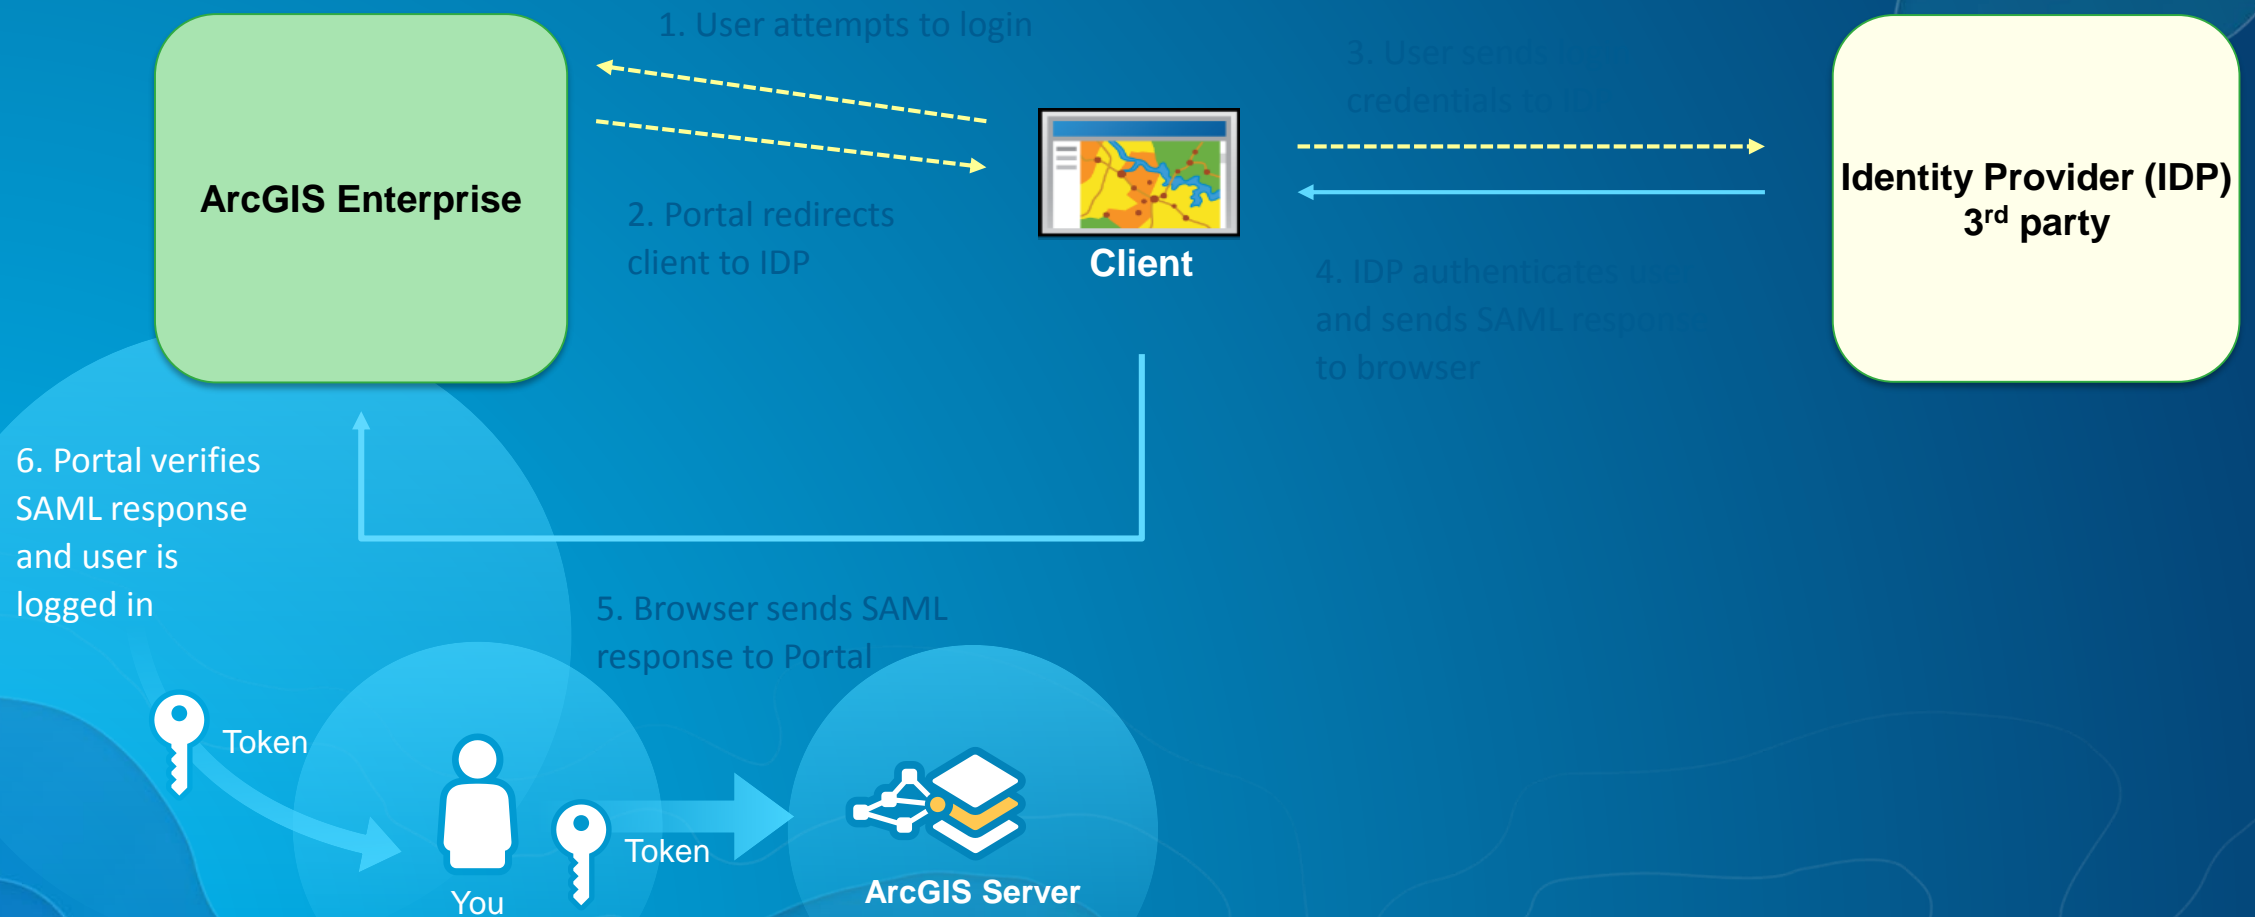 1. User attempts to login
3. User sends
credentials to
ArcGIS Enterprise
2. Portal redirects
client to IDP
Client
Identity Provider (IDP)
3rd party
4. IDP authenticates
and sends SAML
to browser
6. Portal verifies
SAML response
and user is
logged in
5. Browser sends SAML
response to Portal
Token
Token
You
ArcGIS Server